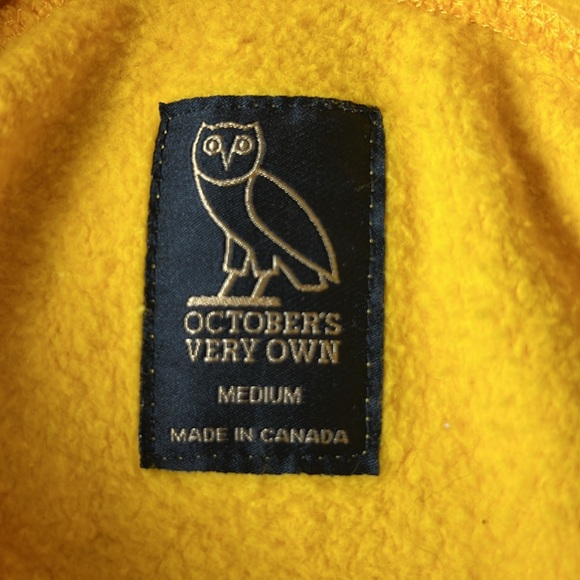 OCTOBER'S
VERY OWN
MEDIUM
MADE IN CANADA